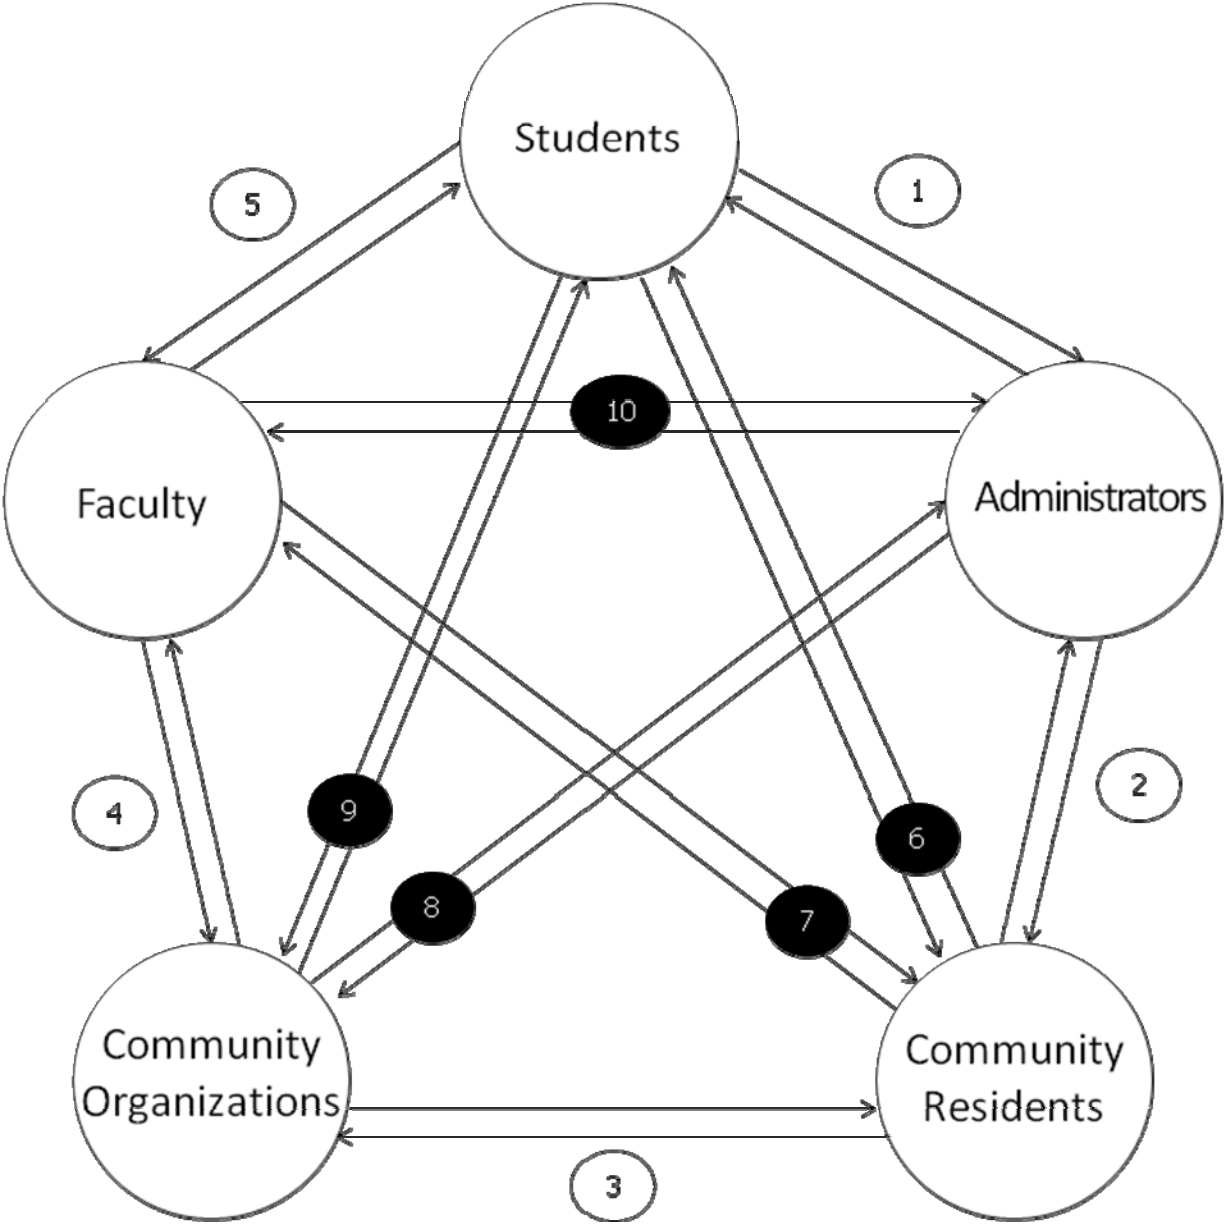 Students
5
1
10
Faculty
Administrators
4
9
2
6
8
7
Community
Organizations
Community
Residents
3